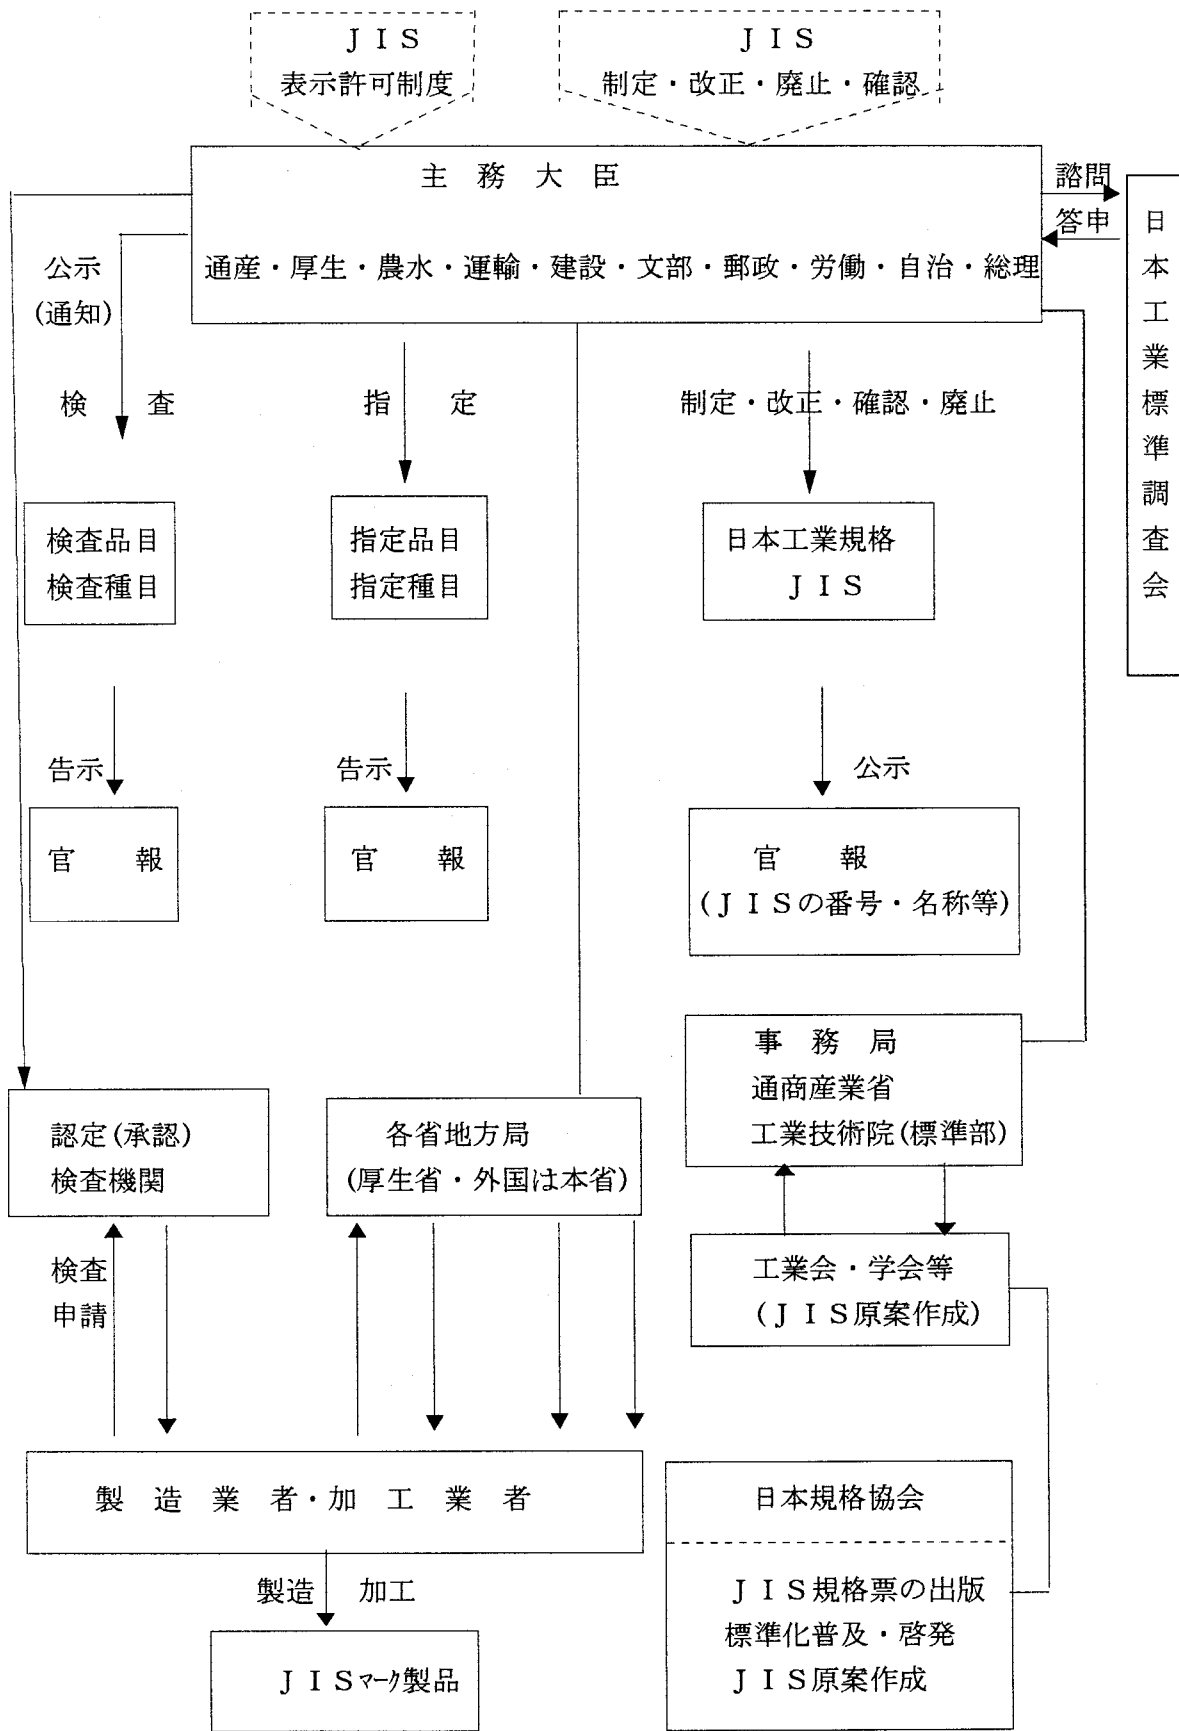 ＪＩＳ
表示許可制度
ＪＩＳ
制定・改正・廃止・確認
主務大臣
通産・厚生・農水・運輸・建設・文部・郵政・労働・自治・総理
諮問
答申
日本工業標準調査会
公示
(通知)
検査
指定
制定・改正・確認・廃止
検査品目
検査種目
指定品目
指定種目
日本工業規格
ＪＩＳ
告示
告示
公示
官報
官報
官報
(ＪＩＳの番号・名称等)
事務局
通商産業省
工業技術院(標準部)
認定(承認)
検査機関
各省地方局
(厚生省・外国は本省)
検査
申請
工業会・学会等
(ＪＩＳ原案作成)
製造業者・加工業者
日本規格協会
ＪＩＳ規格票の出版
標準化普及・啓発
ＪＩＳ原案作成
製造
加工
ＪＩＳﾏｰｸ製品